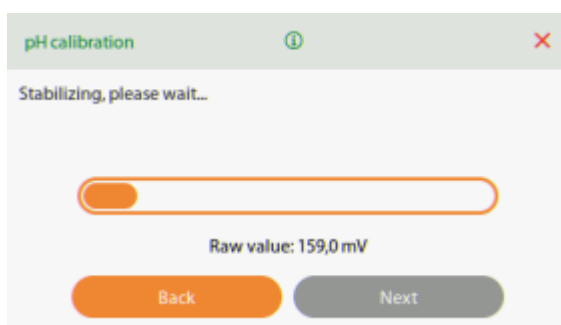 pH calibration
Stabilizing, please wait...
Raw value: 159,0 mV
Back Next